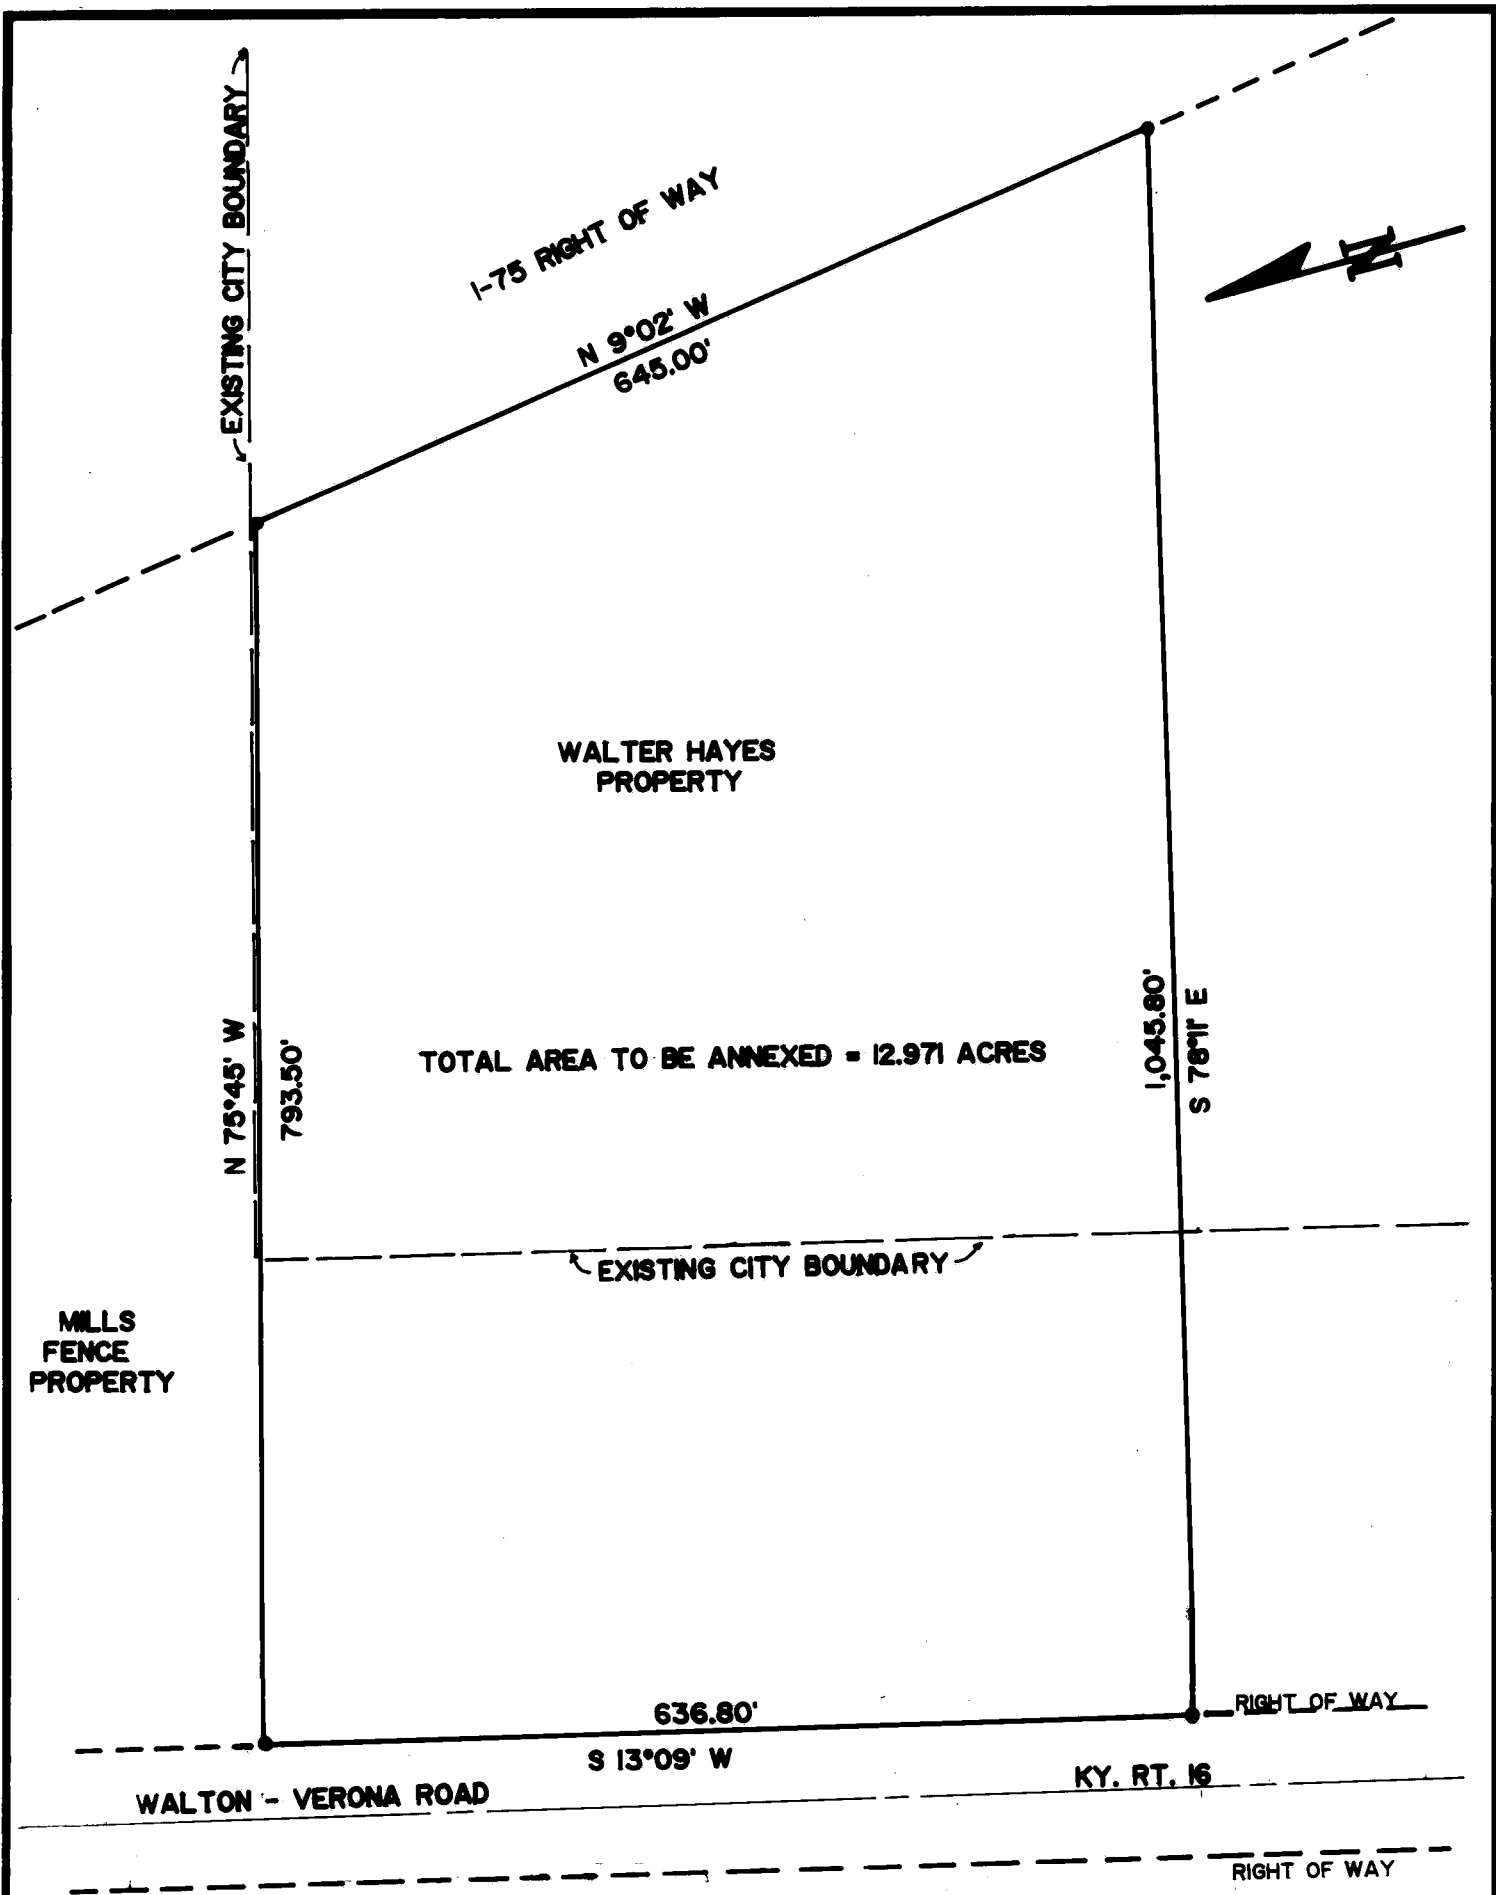 EXISTING CITY BOUNDARY
I-75 RIGHT OF WAY
N
N 9°02' W
645.00'
WALTER HAYES
PROPERTY
TOTAL AREA TO BE ANNEXED = 12.971 ACRES
N 75°45' W
793.50'
1,045.80'
S 78°11' E
EXISTING CITY BOUNDARY
MILLS
FENCE
PROPERTY
636.80'
S 13°09' W
RIGHT OF WAY
WALTON - VERONA ROAD
KY. RT. 16
RIGHT OF WAY